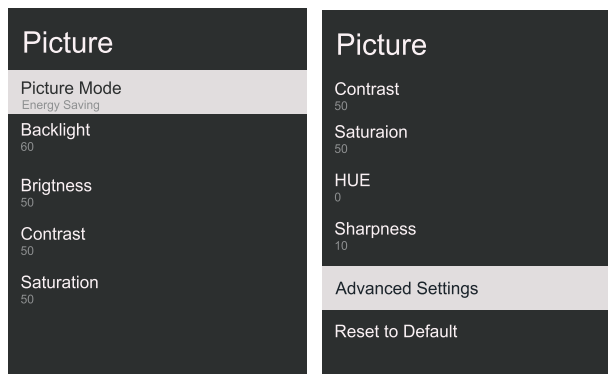 Picture
Picture Mode
Energy Saving
Backlight
60
Brigtness
50
Contrast
50
Saturation
50
Picture
Contrast
50
Saturaion
50
HUE
0
Sharpness
10
Advanced Settings
Reset to Default